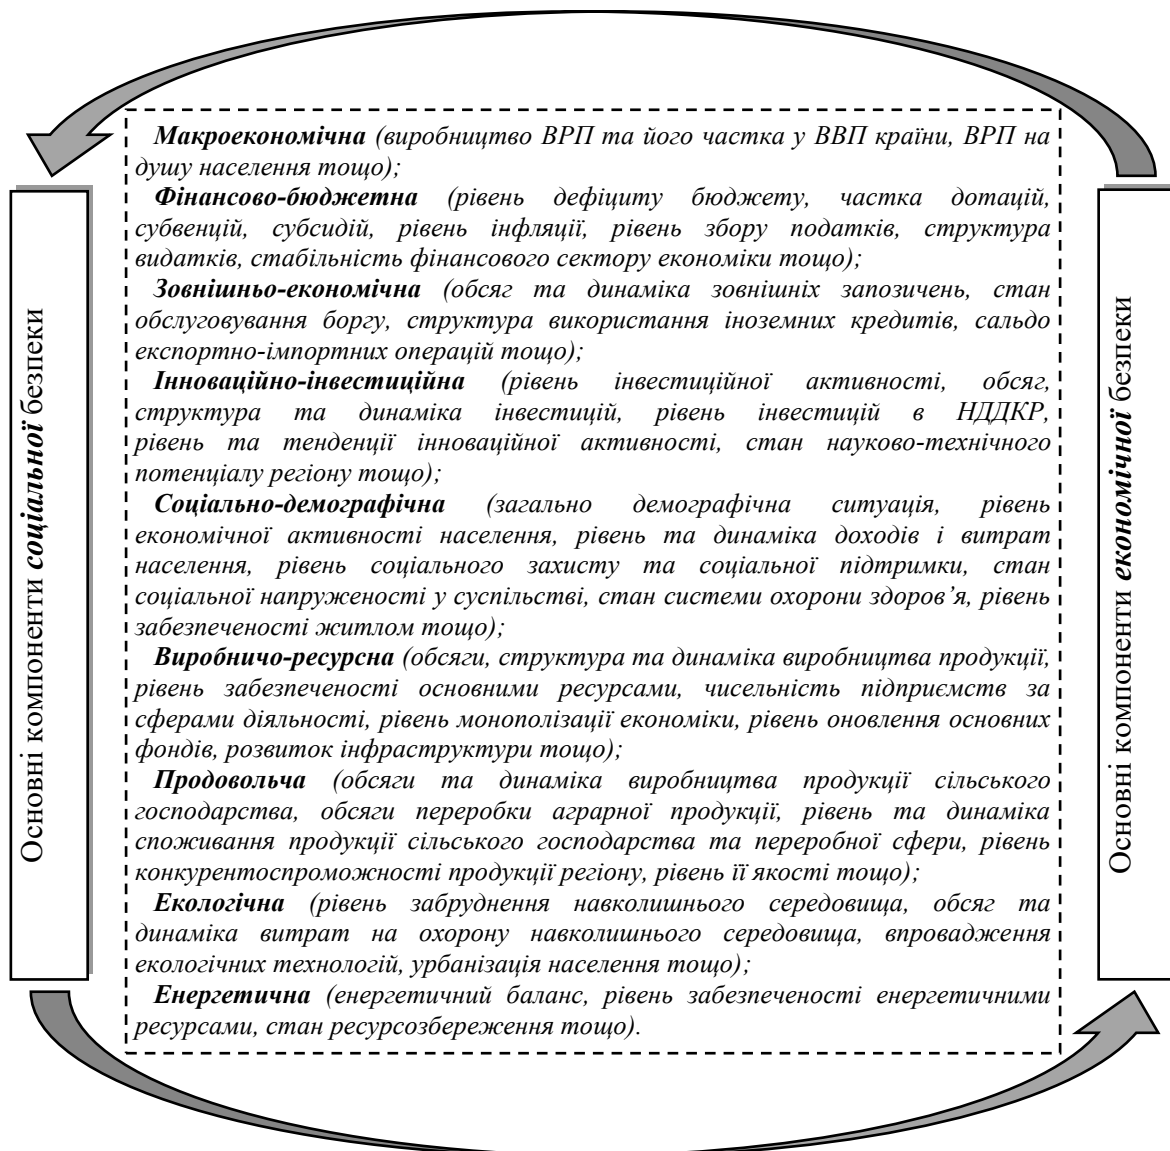 Основні компоненти соціальної безпеки
Макроекономічна (виробництво ВРП та його частка у ВВП країни, ВРП на
душу населення тощо);
Фінансово-бюджетна (рівень дефіциту бюджету, частка дотацій,
субвенцій, субсидій, рівень інфляції, рівень збору податків, структура
видатків, стабільність фінансового сектору економіки тощо);
Зовнішньо-економічна (обсяг та динаміка зовнішніх запозичень, стан
обслуговування боргу, структура використання іноземних кредитів, сальдо
експортно-імпортних операцій тощо);
Інноваційно-інвестиційна (рівень інвестиційної активності, обсяг,
структура та динаміка інвестицій, рівень інвестицій в НДДКР,
рівень та тенденції інноваційної активності, стан науково-технічного
потенціалу регіону тощо);
Соціально-демографічна (загально демографічна ситуація, рівень
економічної активності населення, рівень та динаміка доходів і витрат
населення, рівень соціального захисту та соціальної підтримки, стан
соціальної напруженості у суспільстві, стан системи охорони здоров’я, рівень
забезпеченості житлом тощо);
Виробничо-ресурсна (обсяги, структура та динаміка виробництва продукції,
рівень забезпеченості основними ресурсами, чисельність підприємств за
сферами діяльності, рівень монополізації економіки, рівень оновлення основних
фондів, розвиток інфраструктури тощо);
Продовольча (обсяги та динаміка виробництва продукції сільського
господарства, обсяги переробки аграрної продукції, рівень та динаміка
споживання продукції сільського господарства та переробної сфери, рівень
конкурентоспроможності продукції регіону, рівень її якості тощо);
Екологічна (рівень забруднення навколишнього середовища, обсяг та
динаміка витрат на охорону навколишнього середовища, впровадження
екологічних технологій, урбанізація населення тощо);
Енергетична (енергетичний баланс, рівень забезпеченості енергетичними
ресурсами, стан ресурсозбереження тощо).
Основні компоненти економічної безпеки